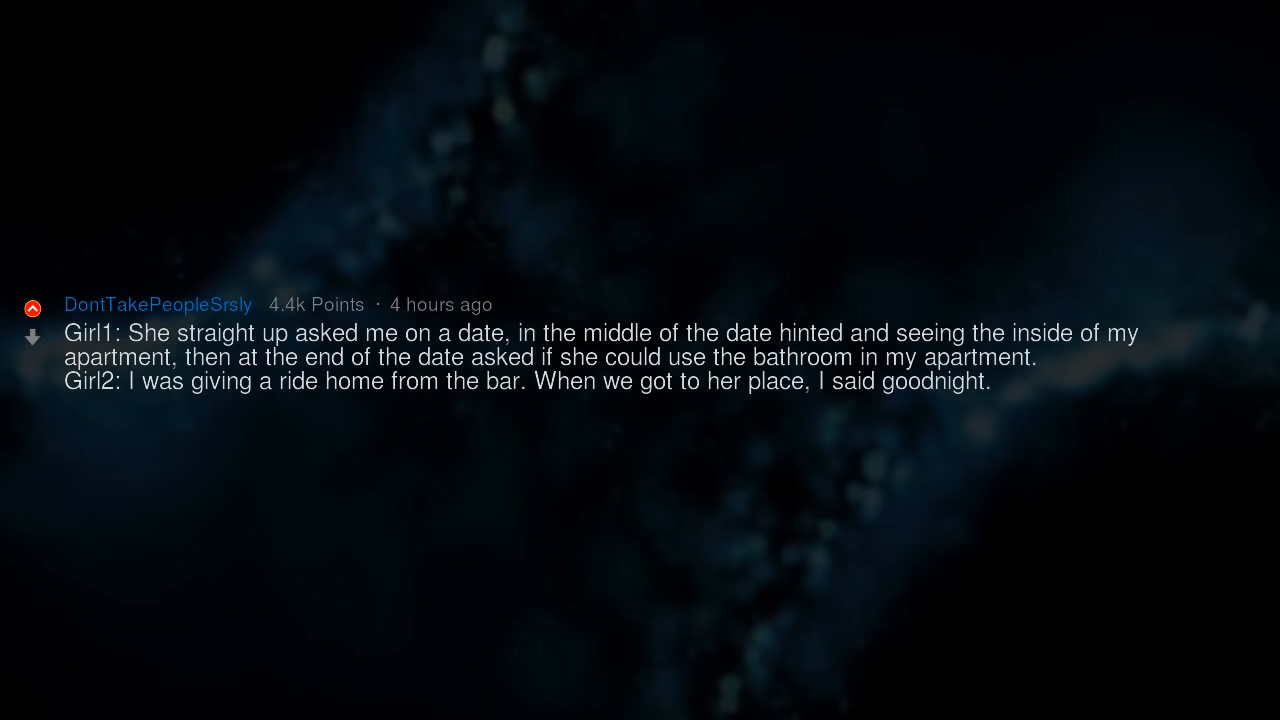 DontTakePeopleSrsly 4.4k Points · 4 hours ago
Girl1: She straight up asked me on a date, in the middle of the date hinted and seeing the inside of my
apartment, then at the end of the date asked if she could use the bathroom in my apartment.
Girl2: I was giving a ride home from the bar. When we got to her place, I said goodnight.